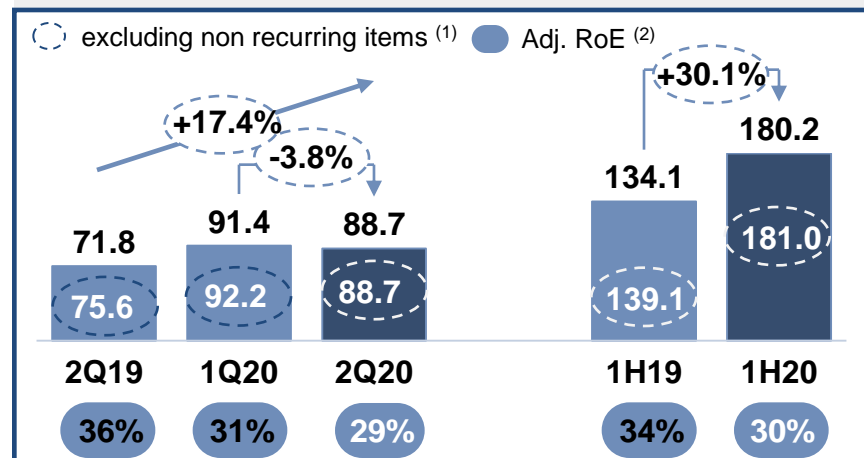 excluding non recurring items (1) Adj. RoE (2)
+17.4%
-3.8%
+30.1%
71.8 91.4 88.7 134.1 180.2
75.6 92.2 88.7 139.1 181.0
2Q19 1Q20 2Q20 1H19 1H20
36% 31% 29% 34% 30%